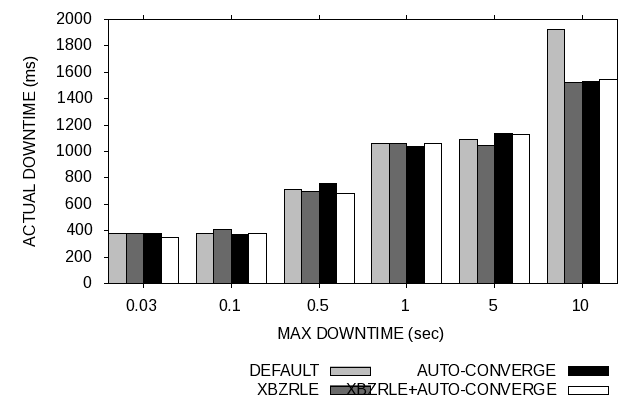 2000
1800
1600
1400
1200
1000
800
600
400
200
0
ACTUAL DOWNTIME (ms)
0.03 0.1 0.5 1 5 10
MAX DOWNTIME (sec)
DEFAULT AUTO-CONVERGE
XBZRLE XBZRLE+AUTO-CONVERGE